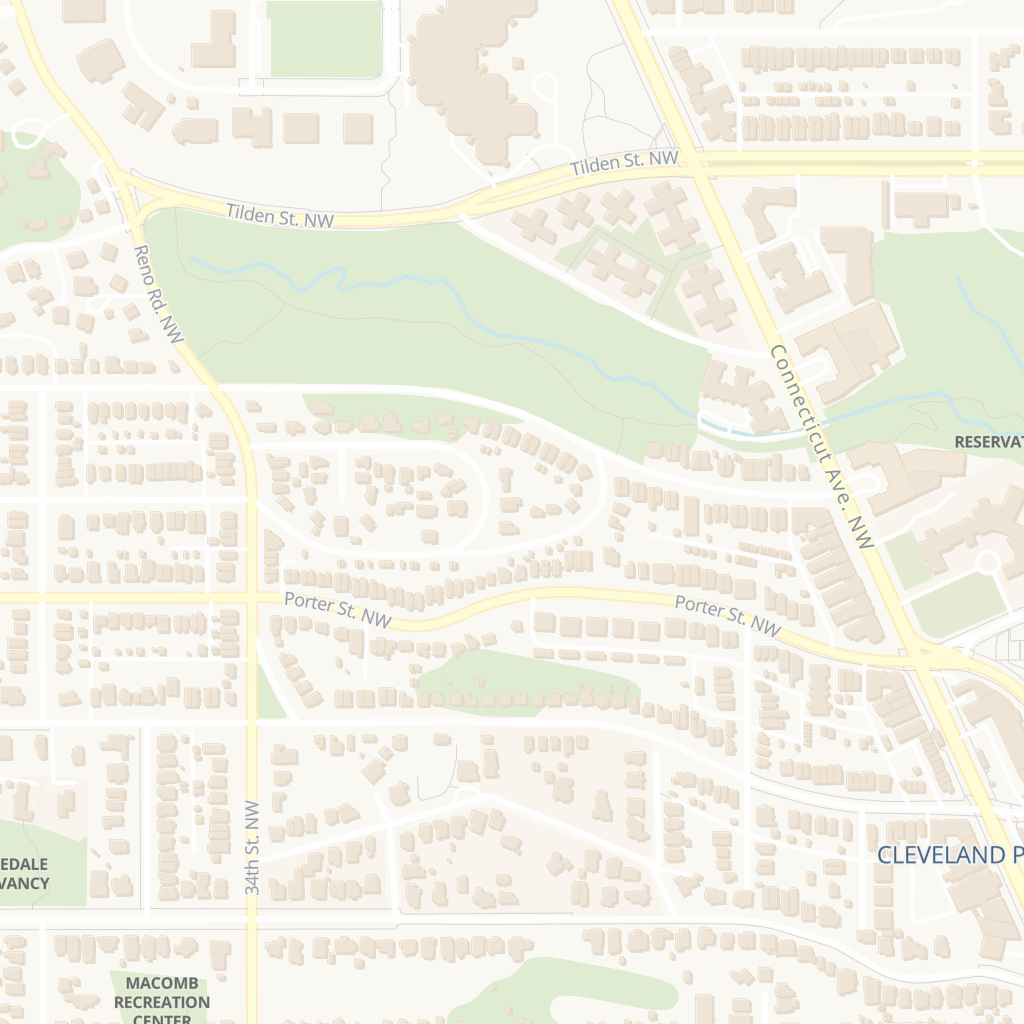 Tilden St. NW
Tilden St. NW
Reno Rd. NW
Connecticut Ave. NW
RESERVAT
Porter St. NW
Porter St. NW
34th St. NW
EDALE
VANCY
CLEVELAND P
MACOMB
RECREATION
CENTER